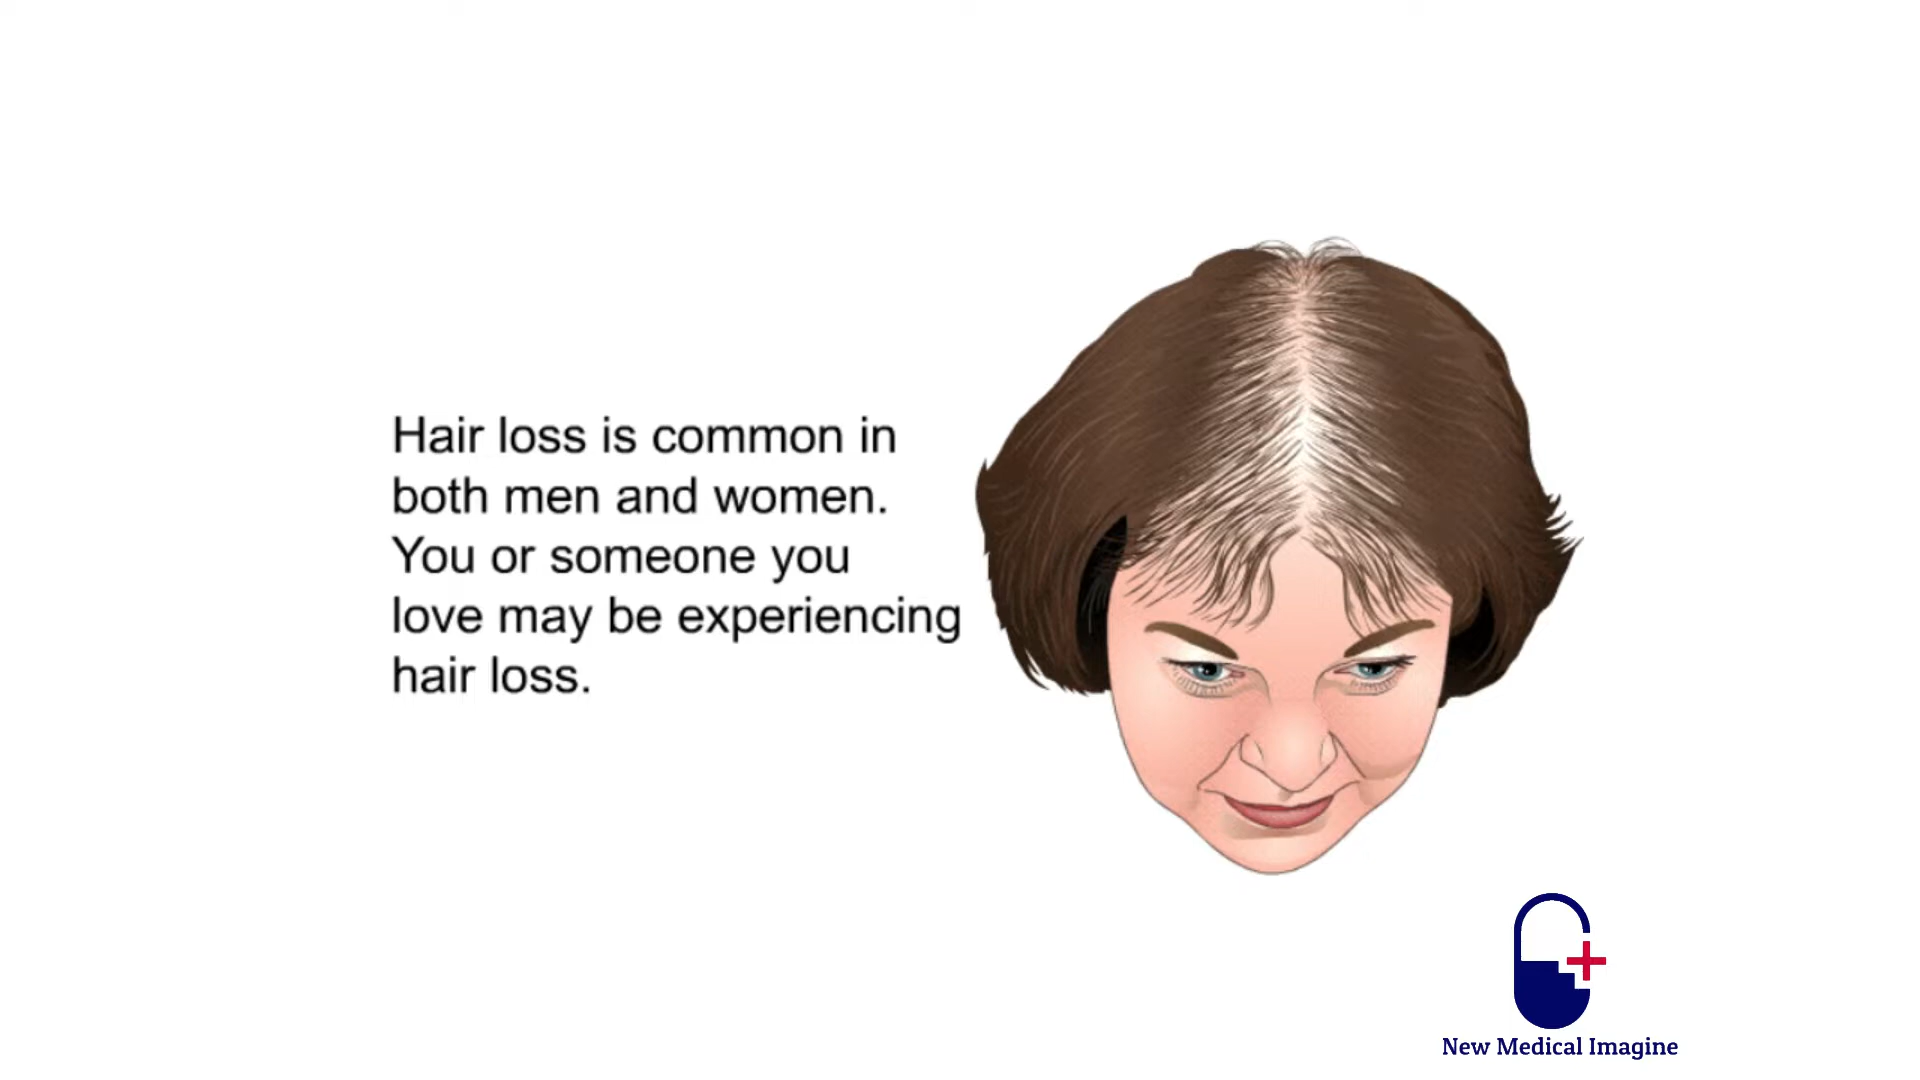 Hair loss is common in
both men and women.
You or someone you
love may be experiencing
hair loss.
New Medical Imagine